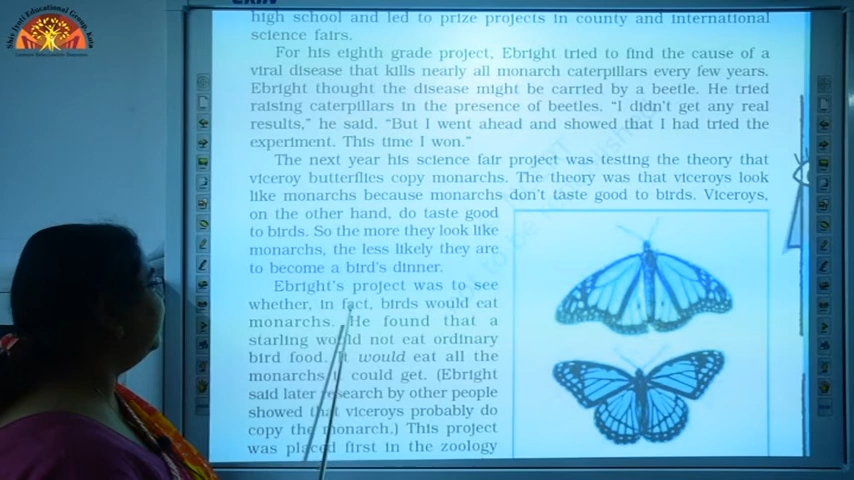 Shiv Jyoti Educational Group, Kota
high school and led to prize projects in county and international
science fairs.
For his eighth grade project, Ebright tried to find the cause of a
viral disease that kills nearly all monarch caterpillars every few years.
Ebright thought the disease might be carried by a beetle. He tried
raising caterpillars in the presence of beetles. “I didn't get any real
results,” he said. “But I went ahead and showed that I had tried the
experiment. This time I won.”
The next year his science fair project was testing the theory that
viceroy butterflies copy monarchs. The theory was that viceroys look
like monarchs because monarchs don't taste good to birds. Viceroys,
on the other hand, do taste good
to birds. So the more they look like
monarchs, the less likely they are
to become a bird's dinner.
Ebright's project was to see
whether, in fact, birds would eat
monarchs. He found that a
starling would not eat ordinary
bird food. It would eat all the
monarchs it could get. (Ebright
said later research by other people
showed that viceroys probably do
copy the monarch.) This project
was placed first in the zoology